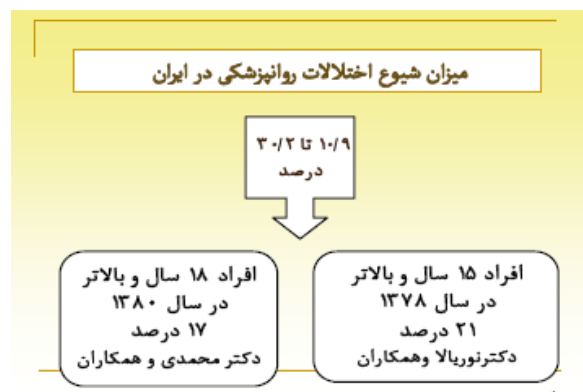 میزان شیوع اختلالات روانپزشکی در ایران
۱۰/۹ تا ۳۰/۲
درصد
افراد ۱۵ سال و بالاتر
در سال ۱۳۷۸
۲۱ درصد
دکترنوربالا وهمکاران
افراد ۱۸ سال و بالاتر
در سال ۱۳۸۰
۱۷ درصد
دکتر محمدی و همکاران